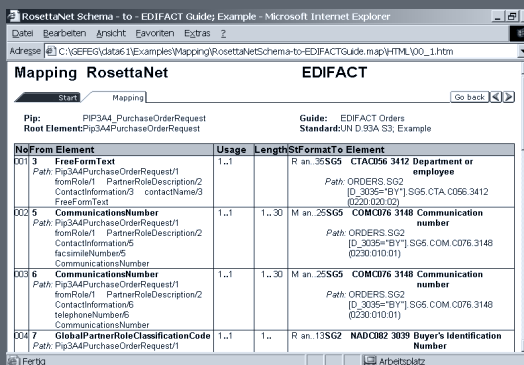 RosettaNet Schema - to - EDIFACT Guide; Example - Microsoft Internet Explorer
Datei Bearbeiten Ansicht Favoriten Extras ?
Adresse C:\GEFEG\data61\Examples\Mapping\RosettaNetSchema-to-EDIFACTGuide.map\HTML\00_1.htm
Mapping RosettaNet EDIFACT
Start Mapping Go back
Pip: PIP3A4_PurchaseOrderRequest Guide: EDIFACT Orders
Root Element: Pip3A4PurchaseOrderRequest Standard: UN D.93A S3; Example
No From Element Usage Length St Format To Element
001 3 FreeFormText 1..1 R an..35 SG5 CTA C056 3412 Department or
employee
Path: Pip3A4PurchaseOrderRequest/1 Path: ORDERS.SG2
fromRole/1 PartnerRoleDescription/2 [D_3035="BY"].SG5.CTA.C056.3412
ContactInformation/3 contactName/3 (0220:020:02)
FreeFormText
002 5 CommunicationsNumber 1..1 1.. 30 M an..25 SG5 COM C076 3148 Communication
number
Path: Pip3A4PurchaseOrderRequest/1
fromRole/1 PartnerRoleDescription/2 Path: ORDERS.SG2
ContactInformation/5 [D_3035="BY"].SG5.COM.C076.3148
facsimileNumber/5 (0230:010:01)
CommunicationsNumber
003 6 CommunicationsNumber 1..1 1.. 30 M an..25 SG5 COM C076 3148 Communication
number
Path: Pip3A4PurchaseOrderRequest/1
fromRole/1 PartnerRoleDescription/2 Path: ORDERS.SG2
ContactInformation/6 [D_3035="BY"].SG5.COM.C076.3148
telephoneNumber/6 (0230:010:01)
CommunicationsNumber
004 7 GlobalPartnerRoleClassificationCode 1..1 1.. R an..13 SG2 NAD C082 3039 Buyer's Identification
Path: Pip3A4PurchaseOrderRequest/1 Number
Fertig Arbeitsplatz